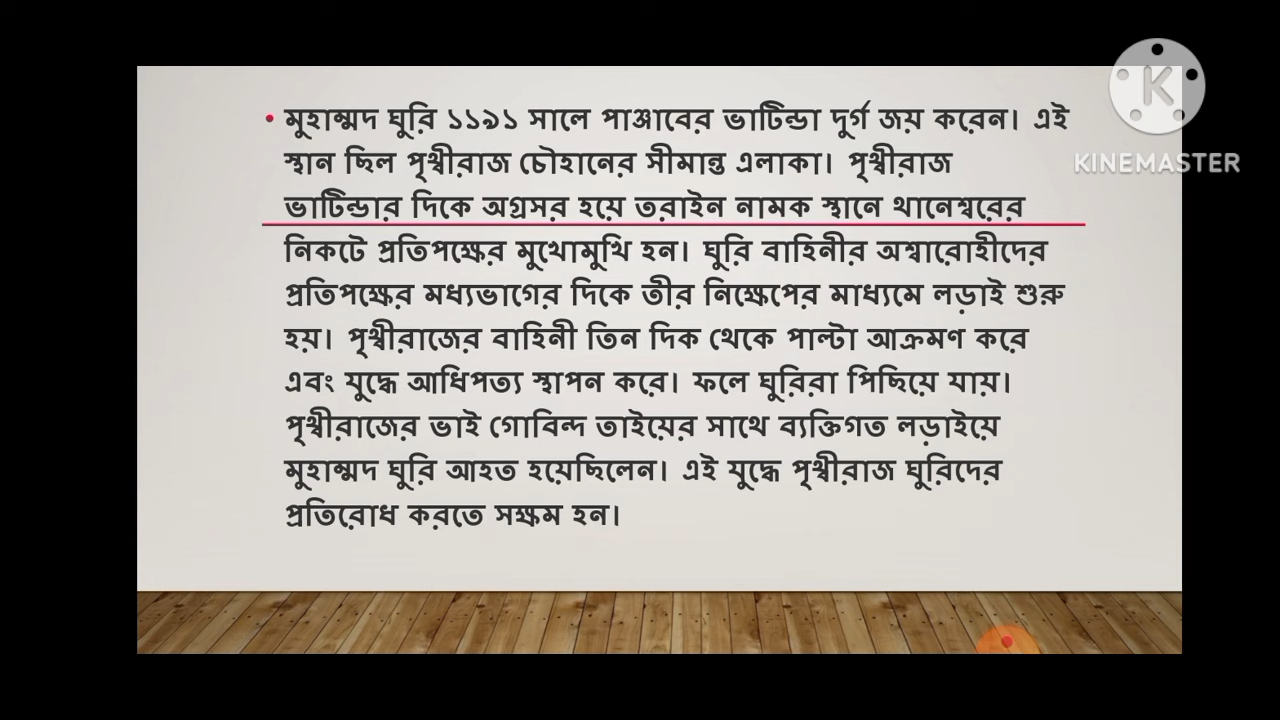 • মুহাম্মদ ঘুরি ১১৯১ সালে পাঞ্জাবের ভাটিন্ডা দুর্গ জয় করেন। এই
স্থান ছিল পৃথ্বীরাজ চৌহানের সীমান্ত এলাকা। পৃথ্বীরাজ
ভাটিন্ডার দিকে অগ্রসর হয়ে তরাইন নামক স্থানে থানেশ্বরের
নিকটে প্রতিপক্ষের মুখোমুখি হন। ঘুরি বাহিনীর অশ্বারোহীদের
প্রতিপক্ষের মধ্যভাগের দিকে তীর নিক্ষেপের মাধ্যমে লড়াই শুরু
হয়। পৃথ্বীরাজের বাহিনী তিন দিক থেকে পাল্টা আক্রমণ করে
এবং যুদ্ধে আধিপত্য স্থাপন করে। ফলে ঘুরিরা পিছিয়ে যায়।
পৃথ্বীরাজের ভাই গোবিন্দ তাইয়ের সাথে ব্যক্তিগত লড়াইয়ে
মুহাম্মদ ঘুরি আহত হয়েছিলেন। এই যুদ্ধে পৃথ্বীরাজ ঘুরিদের
প্রতিরোধ করতে সক্ষম হন।
K
KINEMASTER